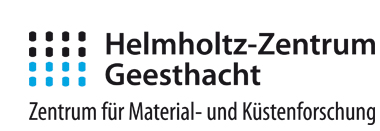 Helmholtz-Zentrum
Geesthacht
Zentrum für Material- und Küstenforschung